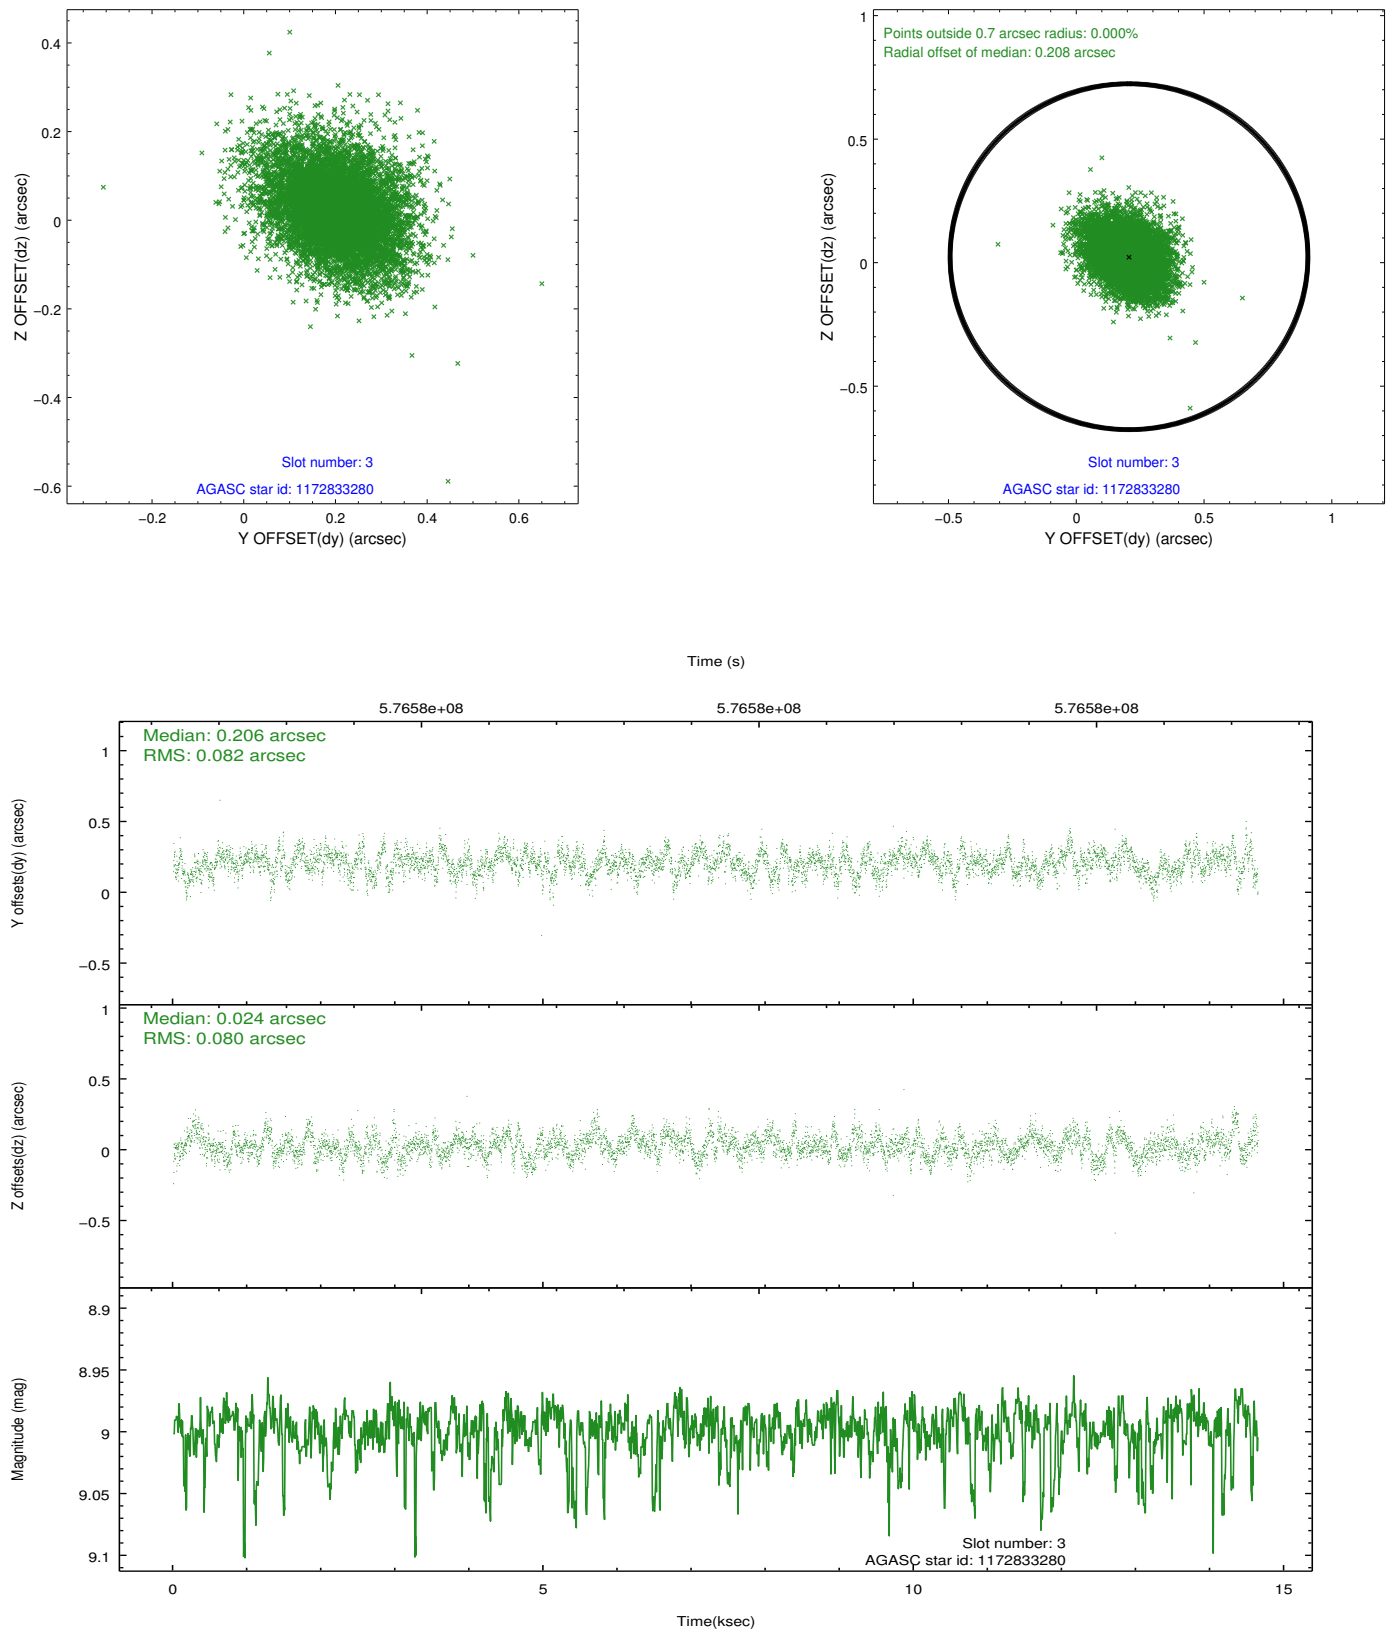 0.4
0.2
0
−0.2
−0.4
−0.6
Z OFFSET(dz) (arcsec)
Slot number: 3
AGASC star id: 1172833280
−0.2 0 0.2 0.4 0.6
Y OFFSET(dy) (arcsec)
Points outside 0.7 arcsec radius: 0.000%
Radial offset of median: 0.208 arcsec
1
0.5
0
−0.5
Z OFFSET(dz) (arcsec)
Slot number: 3
AGASC star id: 1172833280
−0.5 0 0.5 1
Y OFFSET(dy) (arcsec)
Time (s)
5.7658e+08 5.7658e+08 5.7658e+08
Median: 0.206 arcsec
RMS: 0.082 arcsec
1
0.5
0
−0.5
Y offsets(dy) (arcsec)
Median: 0.024 arcsec
RMS: 0.080 arcsec
1
0.5
0
−0.5
Z offsets(dz) (arcsec)
8.9
8.95
9
9.05
9.1
Magnitude (mag)
Slot number: 3
AGASC star id: 1172833280
0 5 10 15
Time(ksec)